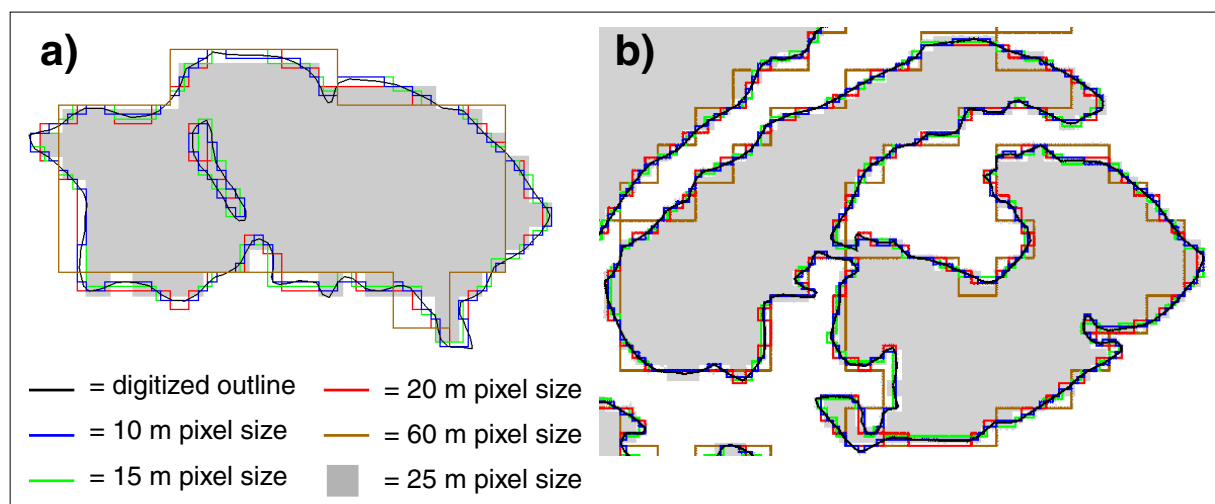 a)
b)
= digitized outline
= 20 m pixel size
= 10 m pixel size
= 60 m pixel size
= 15 m pixel size
= 25 m pixel size